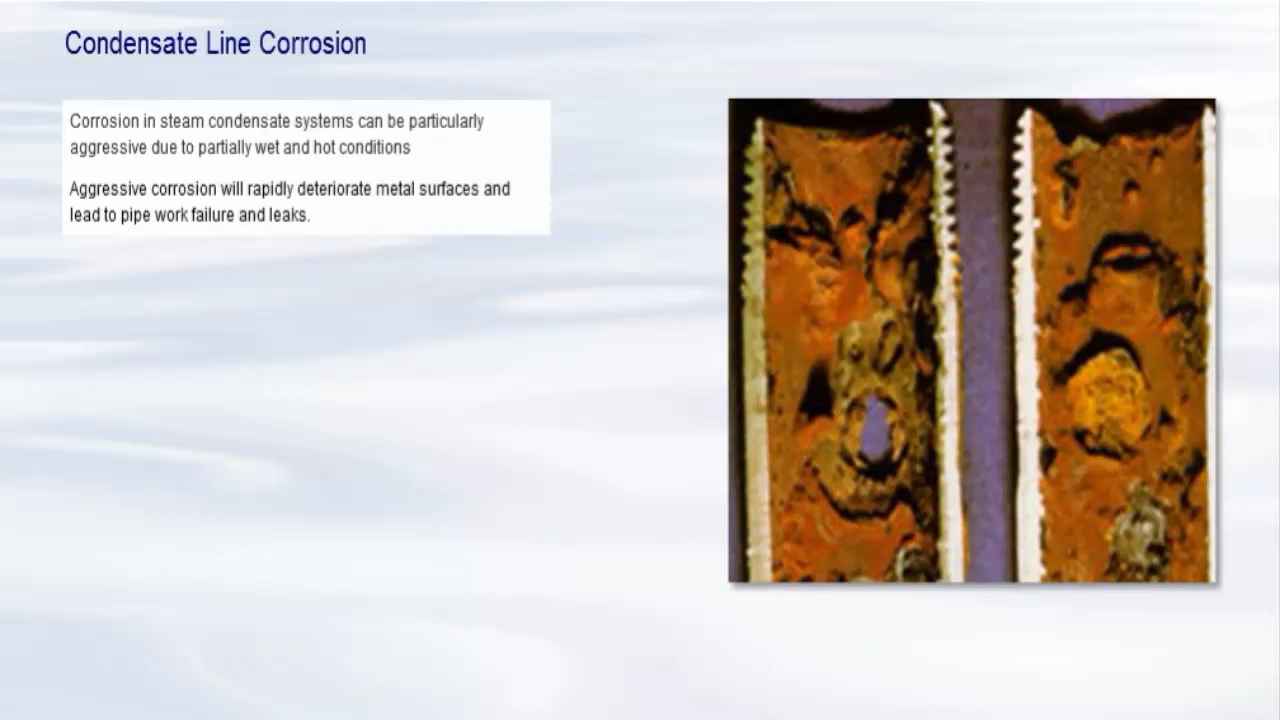 Condensate Line Corrosion
Corrosion in steam condensate systems can be particularly
aggressive due to partially wet and hot conditions
Aggressive corrosion will rapidly deteriorate metal surfaces and
lead to pipe work failure and leaks.